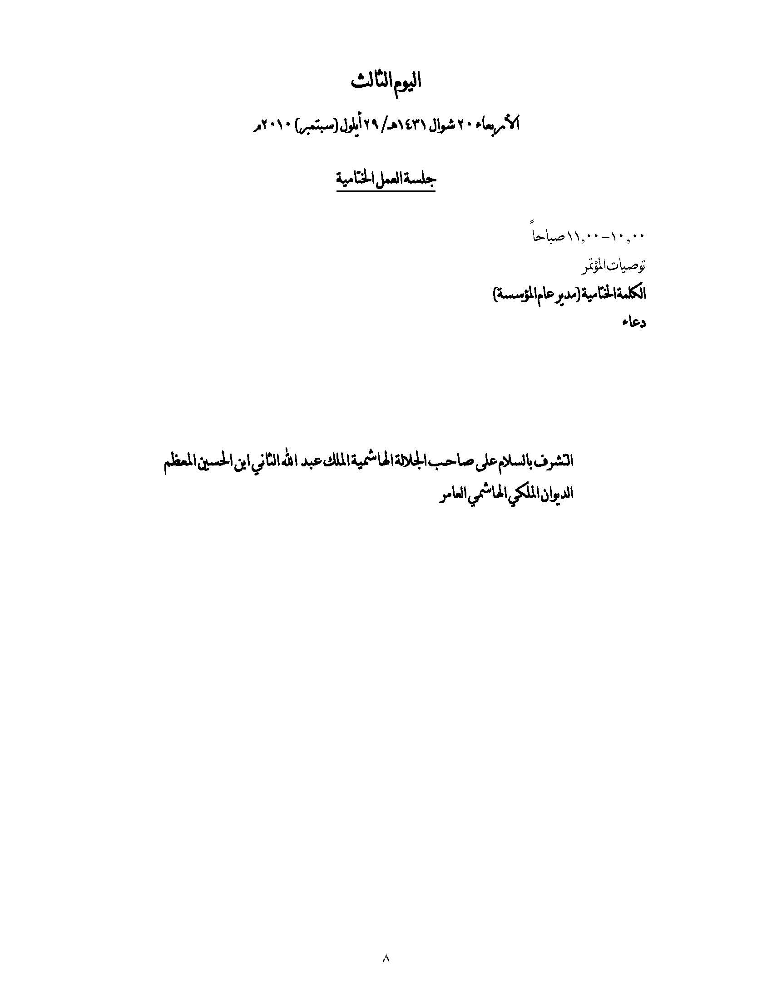 اليوم الثالث
الأربعاء ٢٠ شوال ١٤٣١هـ/ ٢٩ أيلول (سبتمبر) ٢٠١٠م
جلسة العمل الختامية
١٠,٠٠–١١,٠٠ صباحاً
توصيات المؤتمر
الكلمة الختامية (مدير عام المؤسسة)
دعاء
التشرف بالسلام على صاحب الجلالة الهاشمية الملك عبد الله الثاني ابن الحسين المعظم
الديوان الملكي الهاشمي العامر
٨